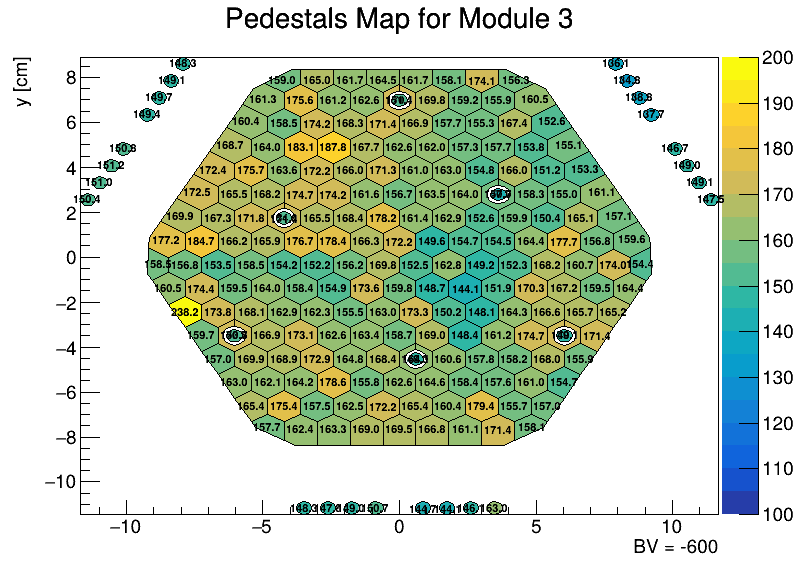 Pedestals Map for Module 3
y [cm]
148.3
149.1
149.7
149.4
150.8
151.2
151.0
150.4
134.8
137.7
146.7
149.0
149.1
147.5
159.0 165.0 161.7 164.5 161.7 158.1 174.1 156.3
161.3 175.6 161.2 162.6 169.8 159.2 155.9 160.5
160.4 158.5 174.2 168.3 171.4 166.9 157.7 155.3 167.4 152.6
168.7 164.0 183.1 187.8 167.7 162.6 162.0 157.3 157.7 153.8 155.1
172.4 175.7 163.6 172.2 166.0 171.0 163.0 154.8 166.0 152.1 173.3
172.5 165.5 168.2 174.7 174.2 161.6 156.7 163.5 164.0 158.3 155.0 161.1
169.9 167.3 171.8 165.5 168.4 178.2 161.4 162.9 152.6 159.9 150.4 165.1 157.1
177.2 184.7 166.2 165.9 176.7 178.4 166.3 172.2 149.6 154.7 154.5 164.4 177.7 156.8 159.6
158.5 156.8 153.5 158.5 154.2 152.2 156.2 169.8 152.5 162.8 149.2 152.3 168.2 160.7 174.0 154.4
160.5 174.4 159.5 164.0 158.4 154.9 173.6 159.8 148.7 144.1 151.9 170.3 167.2 159.5 164.4
238.2 173.8 168.1 162.9 162.3 155.5 163.0 173.3 150.2 148.1 164.3 166.7 165.7 165.2
159.7 166.9 173.1 162.6 163.4 158.7 169.0 148.4 161.2 174.7 171.4
157.0 169.9 168.9 172.9 164.8 168.4 160.6 157.8 158.2 168.0 155.9
163.0 162.1 164.2 178.6 155.8 162.6 164.6 158.4 157.6 161.0 154.7
165.4 175.4 157.5 162.5 172.2 165.4 160.4 179.4 155.7 157.0
157.7 162.4 163.3 169.0 169.5 166.8 161.1 171.4 158.1
150.7
163.0
8
6
4
2
0
−2
−4
−6
−8
−10
−10 −5 0 5 10
BV = -600
200
190
180
170
160
150
140
130
120
110
100